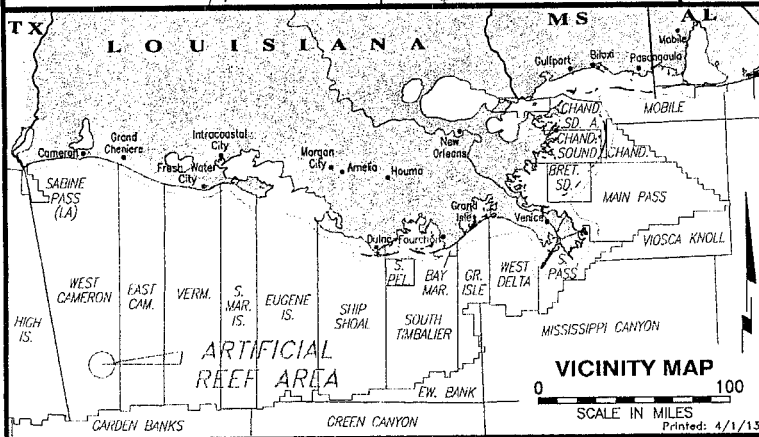 TX
LOUISIANA
MS
AL
Mobile
Gulfport
Biloxi
Pascagoula
MOBILE
CHAND.
SD. A.
CHAND.
SOUND
CHAND.
BRET.
SD.
MAIN PASS
VIOSCA KNOLL
New
Orleans
Cameron
Grand
Cheniere
Intracoastal
City
Fresh Water
City
Morgan
City
Amelia
Houma
Grand
Isle
Venice
Dulac
Fourchon
SABINE
PASS
(LA)
HIGH
IS.
WEST
CAMERON
EAST
CAM.
VERM.
S.
MAR.
IS.
EUGENE
IS.
SHIP
SHOAL
S.
PEL.
BAY
MAR.
SOUTH
TIMBALIER
GR.
ISLE
WEST
DELTA
S.
PASS
MISSISSIPPI CANYON
ARTIFICIAL
REEF AREA
EW. BANK
GARDEN BANKS
GREEN CANYON
VICINITY MAP
0 100
SCALE IN MILES
Printed: 4/1/13